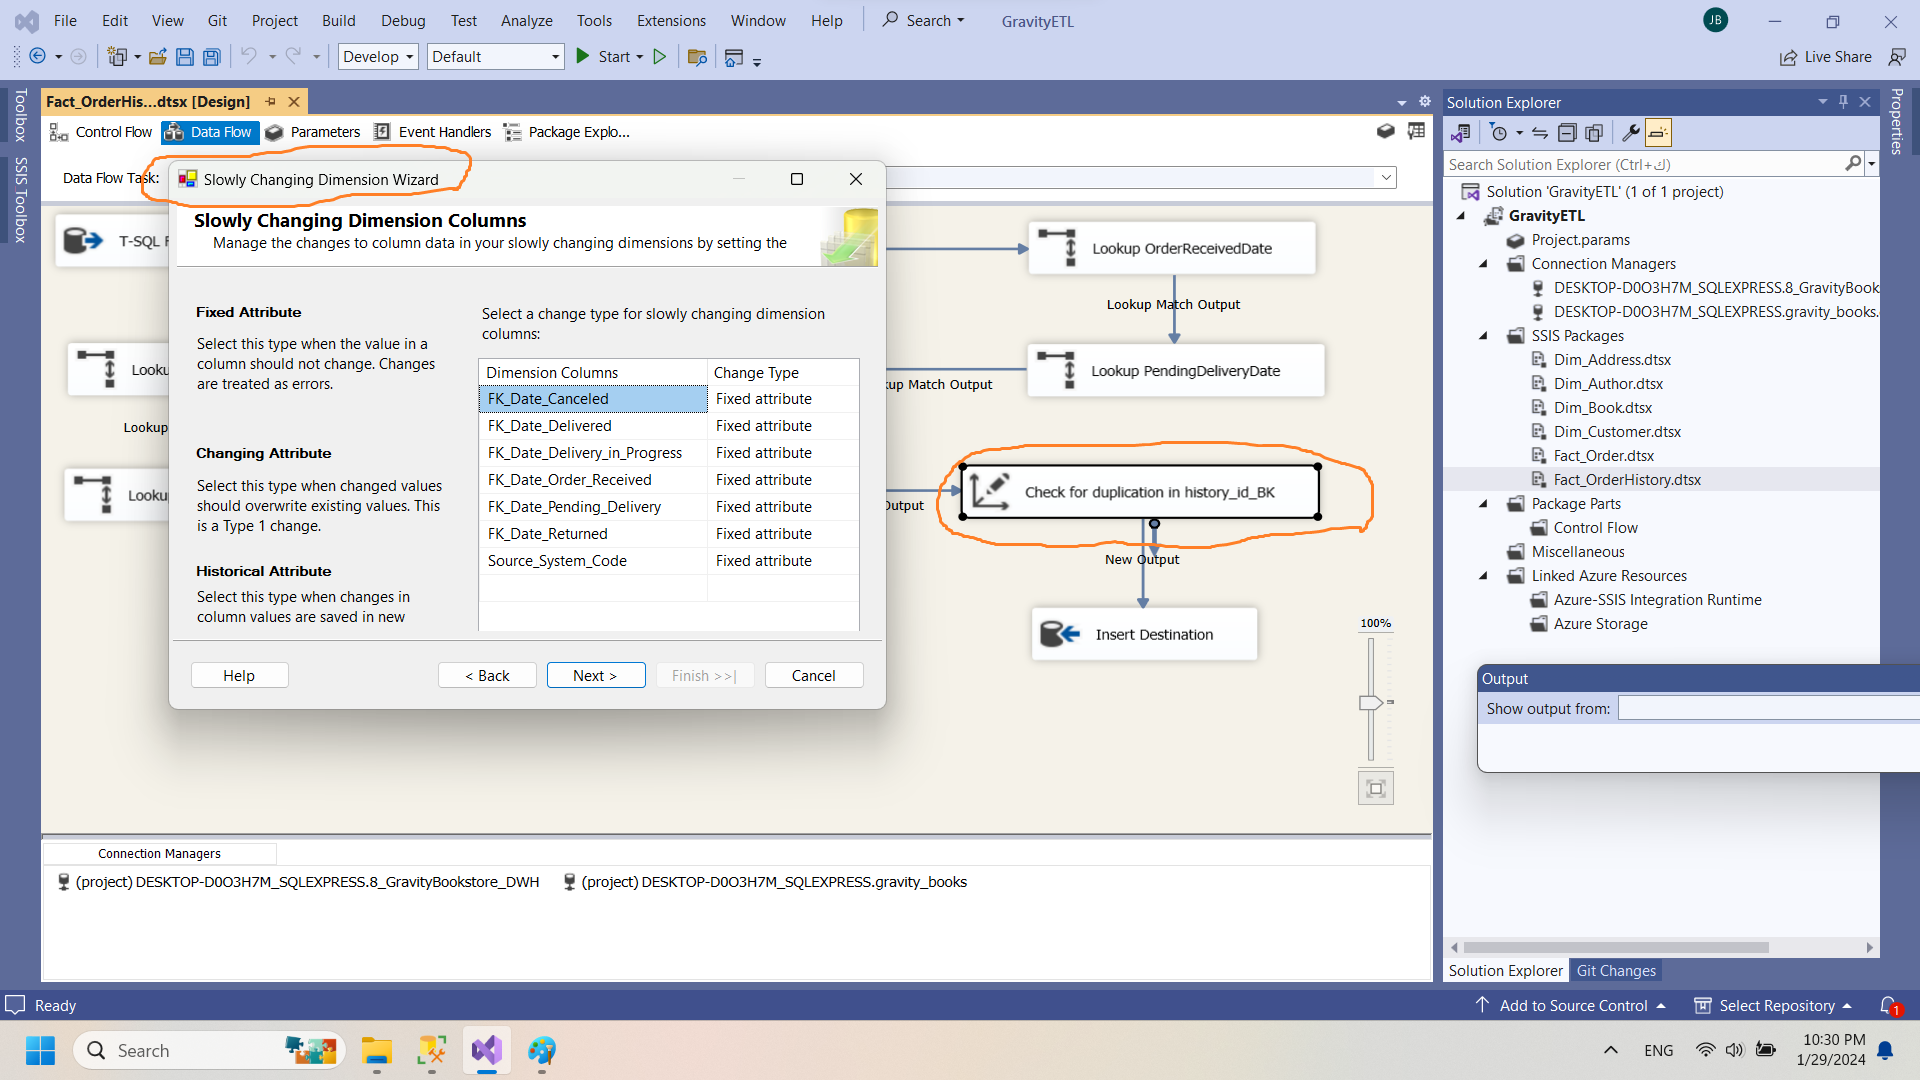 File Edit View Git Project Build Debug Test Analyze Tools Extensions Window Help Search GravityETL JB
Develop Default Start Live Share
Toolbox
SSIS Toolbox
Fact_OrderHis...dtsx [Design]
Control Flow Data Flow Parameters Event Handlers Package Explo...
Data Flow Task:
Slowly Changing Dimension Wizard
Slowly Changing Dimension Columns
Manage the changes to column data in your slowly changing dimensions by setting the
Fixed Attribute
Select this type when the value in a
column should not change. Changes
are treated as errors.
Changing Attribute
Select this type when changed values
should overwrite existing values. This
is a Type 1 change.
Historical Attribute
Select this type when changes in
column values are saved in new
Select a change type for slowly changing dimension
columns:
Dimension Columns Change Type
FK_Date_Canceled Fixed attribute
FK_Date_Delivered Fixed attribute
FK_Date_Delivery_in_Progress Fixed attribute
FK_Date_Order_Received Fixed attribute
FK_Date_Pending_Delivery Fixed attribute
FK_Date_Returned Fixed attribute
Source_System_Code Fixed attribute
Help < Back Next > Finish >>| Cancel
T-SQL F
Looku
Lookup
Looku
Lookup OrderReceivedDate
Lookup Match Output
Lookup PendingDeliveryDate
kup Match Output
Check for duplication in history_id_BK
Output
New Output
Insert Destination
100%
Connection Managers
(project) DESKTOP-D0O3H7M_SQLEXPRESS.8_GravityBookstore_DWH (project) DESKTOP-D0O3H7M_SQLEXPRESS.gravity_books
Solution Explorer
Search Solution Explorer (Ctrl+ك)
Solution 'GravityETL' (1 of 1 project)
GravityETL
Project.params
Connection Managers
DESKTOP-D0O3H7M_SQLEXPRESS.8_GravityBook
DESKTOP-D0O3H7M_SQLEXPRESS.gravity_books.
SSIS Packages
Dim_Address.dtsx
Dim_Author.dtsx
Dim_Book.dtsx
Dim_Customer.dtsx
Fact_Order.dtsx
Fact_OrderHistory.dtsx
Package Parts
Control Flow
Miscellaneous
Linked Azure Resources
Azure-SSIS Integration Runtime
Azure Storage
Output
Show output from:
Solution Explorer Git Changes
Properties
Ready Add to Source Control Select Repository 1
Search ENG 10:30 PM
1/29/2024